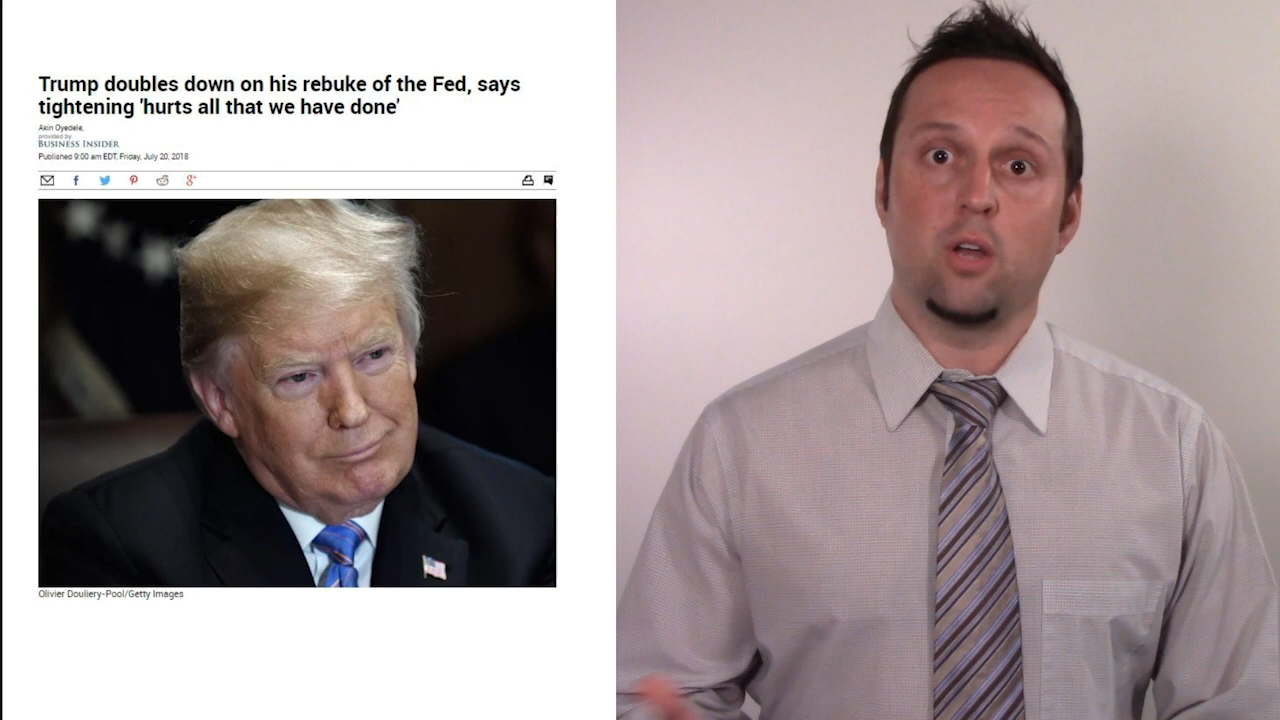 Trump doubles down on his rebuke of the Fed, says
tightening 'hurts all that we have done'
Akin Oyedele,
provided by
BUSINESS INSIDER
Published 9:00 am EDT, Friday, July 20, 2018
Olivier Douliery-Pool/Getty Images